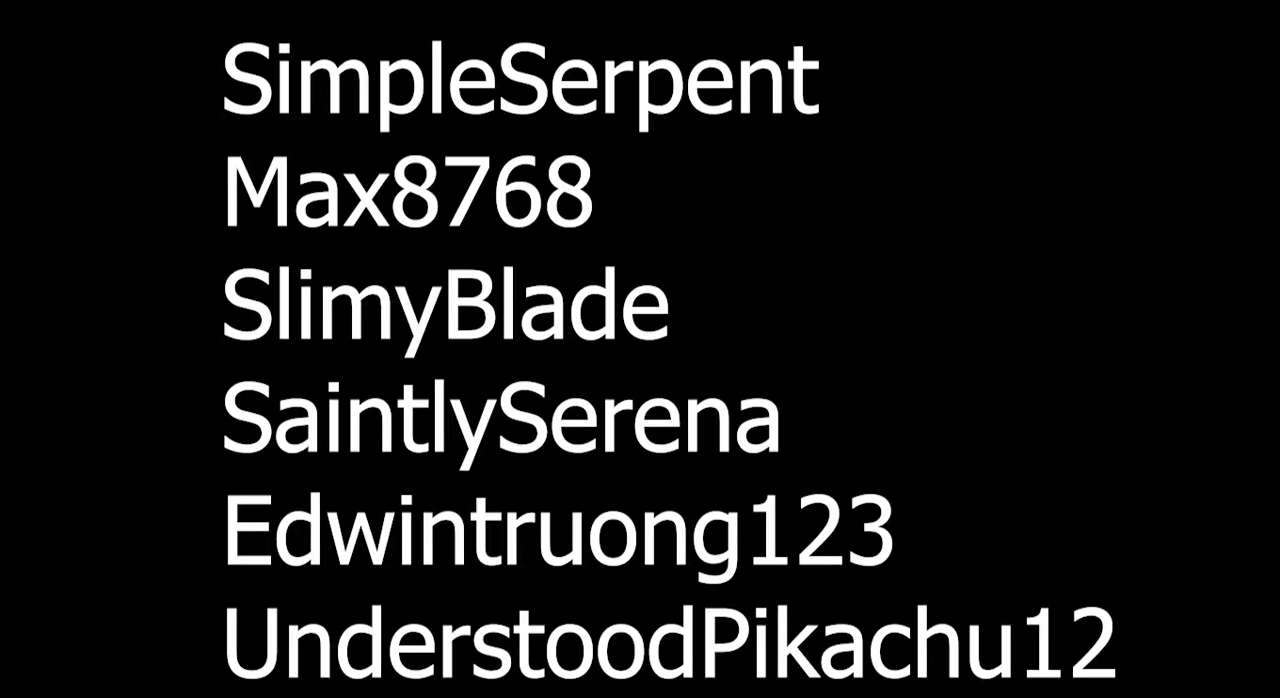 SimpleSerpent
Max8768
SlimyBlade
SaintlySerena
Edwintruong123
UnderstoodPikachu12